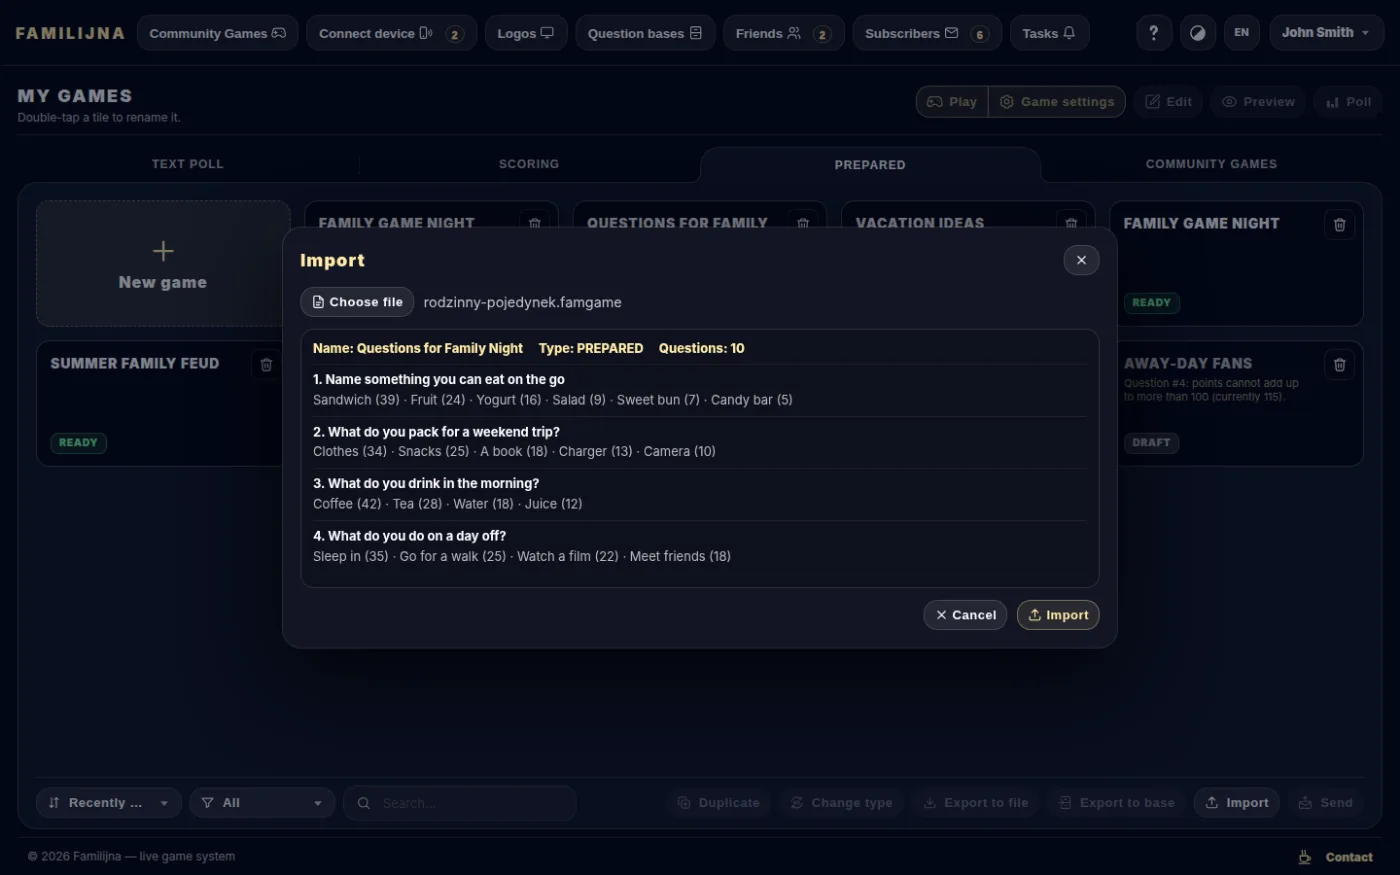 FAMILIJNA
Community Games
Connect device 2
Logos
Question bases
Friends 2
Subscribers 6
Tasks
?
EN
John Smith
MY GAMES
Double-tap a tile to rename it.
Play
Game settings
Edit
Preview
Poll
TEXT POLL
SCORING
PREPARED
COMMUNITY GAMES
New game
FAMILY GAME NIGHT
QUESTIONS FOR FAMILY
VACATION IDEAS
FAMILY GAME NIGHT
READY
SUMMER FAMILY FEUD
READY
AWAY-DAY FANS
Question #4: points cannot add up
to more than 100 (currently 115).
DRAFT
Import
Choose file
rodzinny-pojedynek.famgame
Name: Questions for Family Night Type: PREPARED Questions: 10
1. Name something you can eat on the go
Sandwich (39) · Fruit (24) · Yogurt (16) · Salad (9) · Sweet bun (7) · Candy bar (5)
2. What do you pack for a weekend trip?
Clothes (34) · Snacks (25) · A book (18) · Charger (13) · Camera (10)
3. What do you drink in the morning?
Coffee (42) · Tea (28) · Water (18) · Juice (12)
4. What do you do on a day off?
Sleep in (35) · Go for a walk (25) · Watch a film (22) · Meet friends (18)
Cancel
Import
Recently ...
All
Search...
Duplicate
Change type
Export to file
Export to base
Import
Send
© 2026 Familijna — live game system
Contact